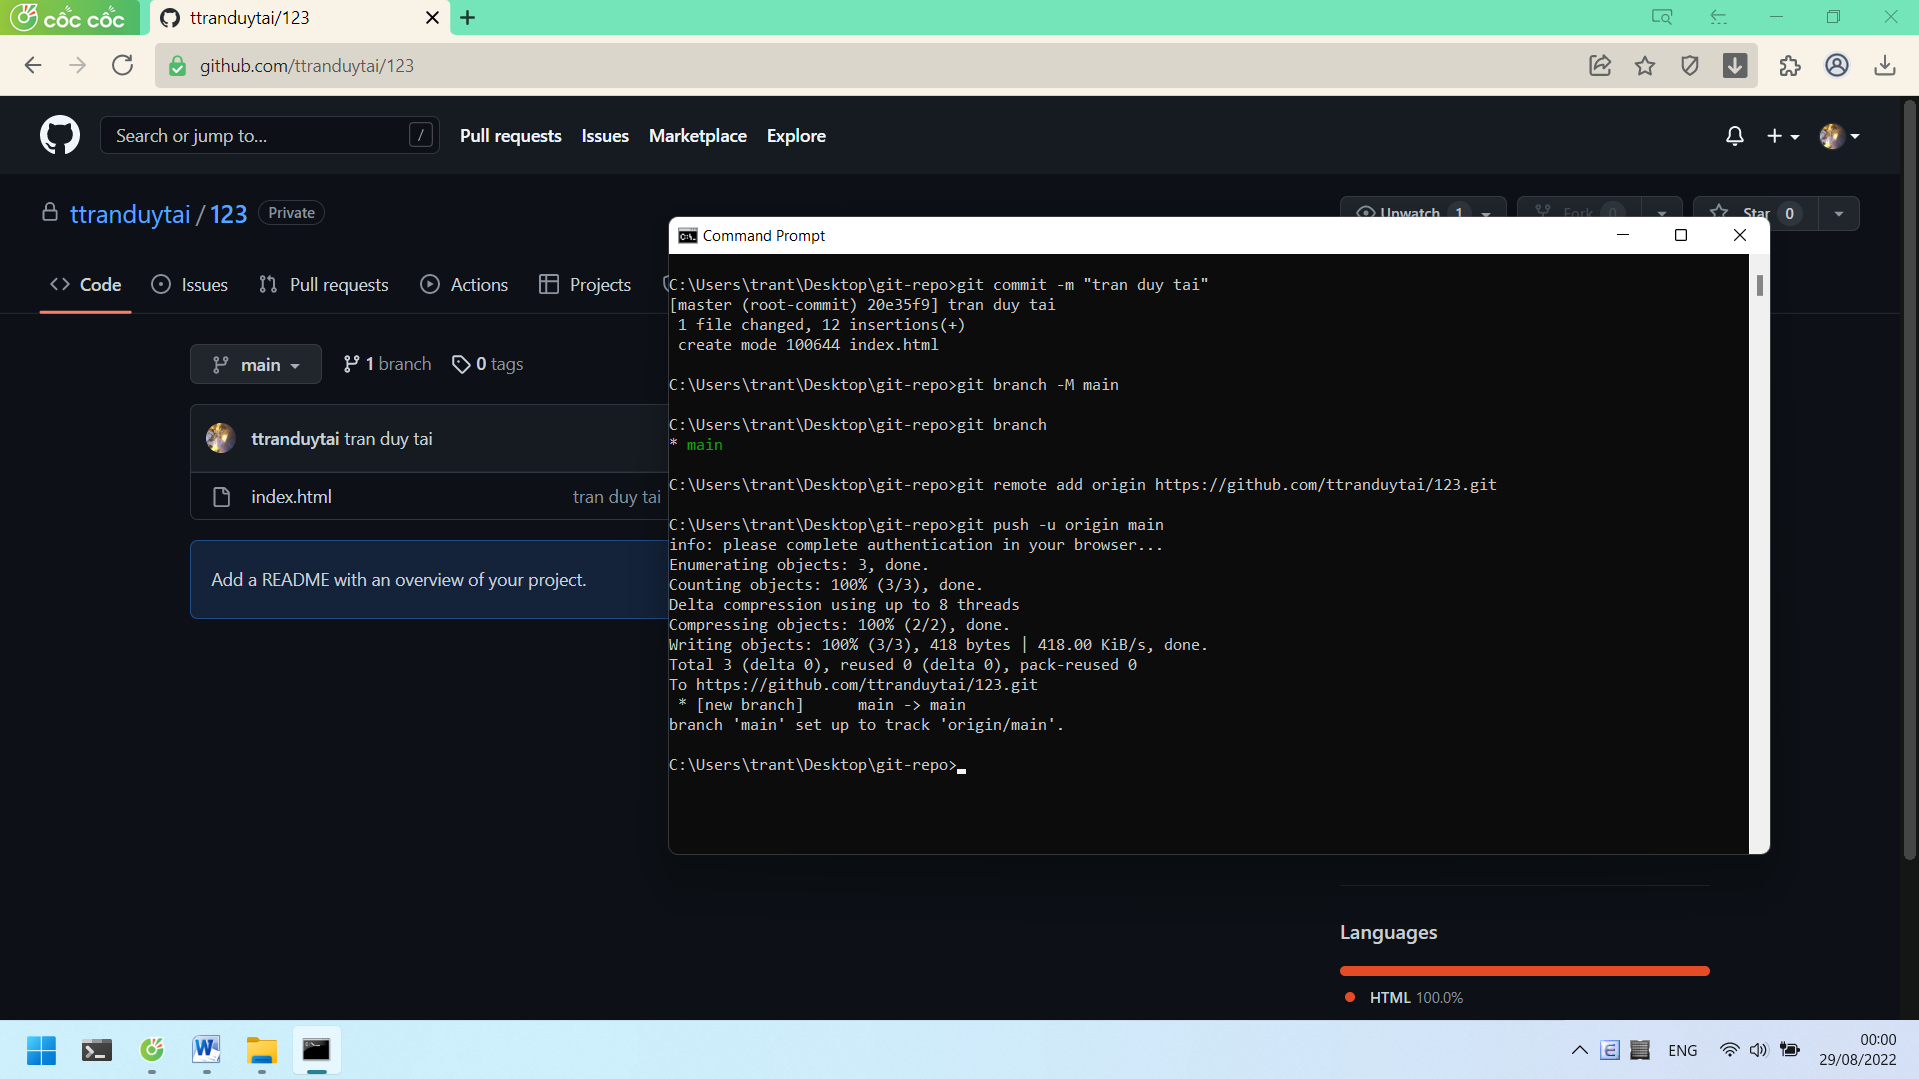 cốc cốc
ttranduytai/123
github.com/ttranduytai/123
Search or jump to...
/
Pull requests
Issues
Marketplace
Explore
ttranduytai / 123
Private
Unwatch 1
Fork 0
Star 0
Code
Issues
Pull requests
Actions
Projects
main
1 branch
0 tags
ttranduytai tran duy tai
index.html
tran duy tai
Add a README with an overview of your project.
Command Prompt
C:\Users\trant\Desktop\git-repo>git commit -m "tran duy tai"
[master (root-commit) 20e35f9] tran duy tai
1 file changed, 12 insertions(+)
create mode 100644 index.html
C:\Users\trant\Desktop\git-repo>git branch -M main
C:\Users\trant\Desktop\git-repo>git branch
* main
C:\Users\trant\Desktop\git-repo>git remote add origin https://github.com/ttranduytai/123.git
C:\Users\trant\Desktop\git-repo>git push -u origin main
info: please complete authentication in your browser...
Enumerating objects: 3, done.
Counting objects: 100% (3/3), done.
Delta compression using up to 8 threads
Compressing objects: 100% (2/2), done.
Writing objects: 100% (3/3), 418 bytes | 418.00 KiB/s, done.
Total 3 (delta 0), reused 0 (delta 0), pack-reused 0
To https://github.com/ttranduytai/123.git
* [new branch]      main -> main
branch 'main' set up to track 'origin/main'.
C:\Users\trant\Desktop\git-repo>
Languages
HTML 100.0%
ENG
00:00
29/08/2022